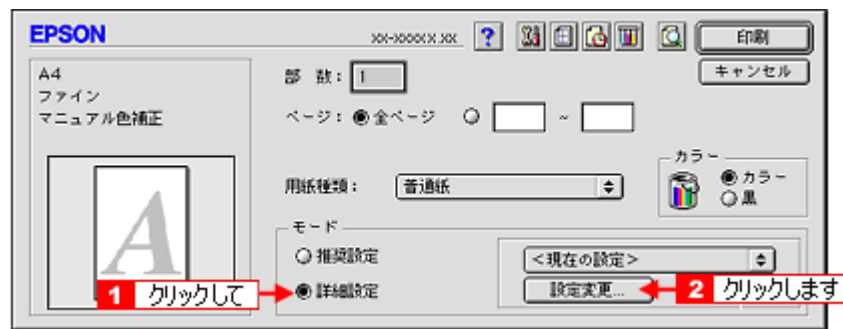 EPSON
XX-XXXXX.XX
?
印刷
キャンセル
A4
ファイン
マニュアル色補正
部 数: 1
ページ: 全ページ ~
用紙種類: 普通紙
カラー
カラー
黒
モード
推奨設定
<現在の設定>
詳細設定
設定変更...
A
1 クリックして
2 クリックします